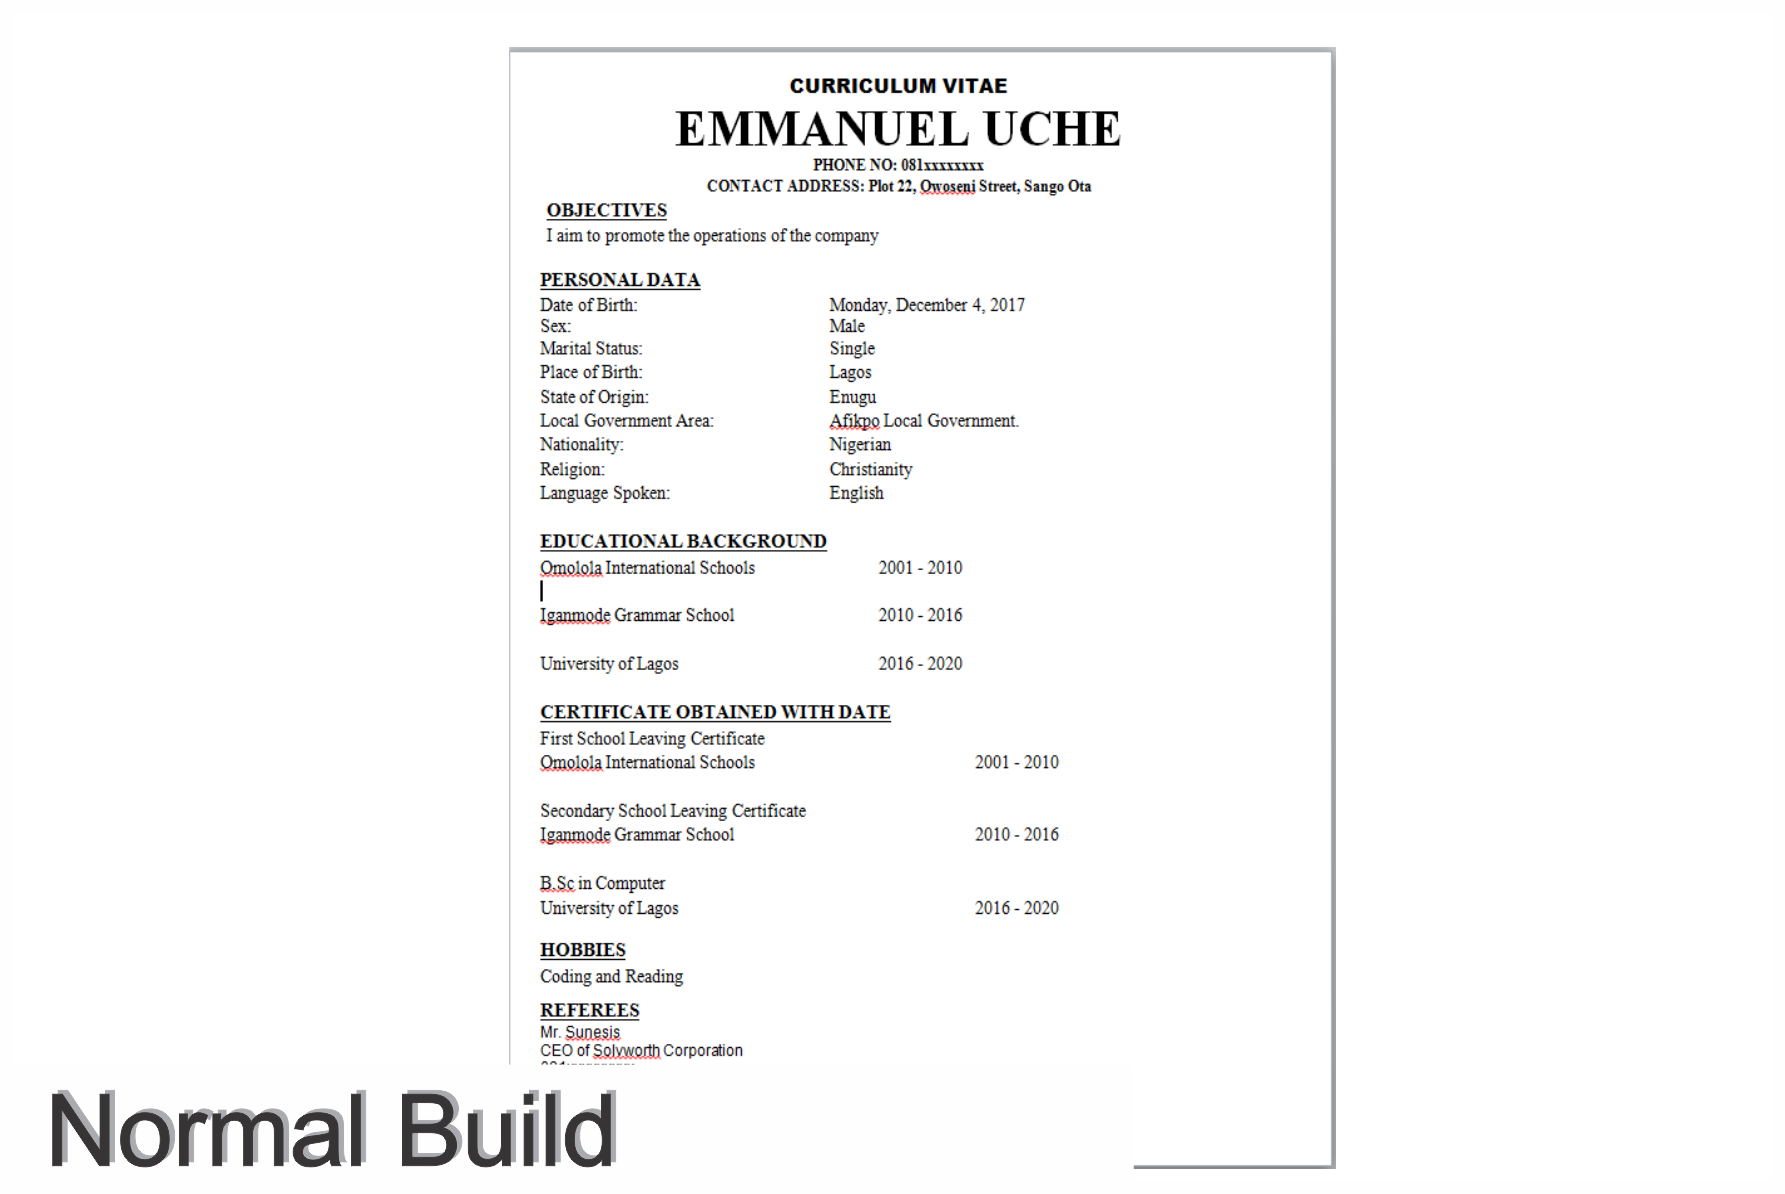 CURRICULUM VITAE
EMMANUEL UCHE
PHONE NO: 081xxxxxxxx
CONTACT ADDRESS: Plot 22, Owoseni Street, Sango Ota
OBJECTIVES
I aim to promote the operations of the company
PERSONAL DATA
Date of Birth: Monday, December 4, 2017
Sex: Male
Marital Status: Single
Place of Birth: Lagos
State of Origin: Enugu
Local Government Area: Afikpo Local Government.
Nationality: Nigerian
Religion: Christianity
Language Spoken: English
EDUCATIONAL BACKGROUND
Omolola International Schools 2001 - 2010
Iganmode Grammar School 2010 - 2016
University of Lagos 2016 - 2020
CERTIFICATE OBTAINED WITH DATE
First School Leaving Certificate
Omolola International Schools 2001 - 2010
Secondary School Leaving Certificate
Iganmode Grammar School 2010 - 2016
B.Sc in Computer
University of Lagos 2016 - 2020
HOBBIES
Coding and Reading
REFEREES
Mr. Sunesis
CEO of Solvworth Corporation
Normal Build